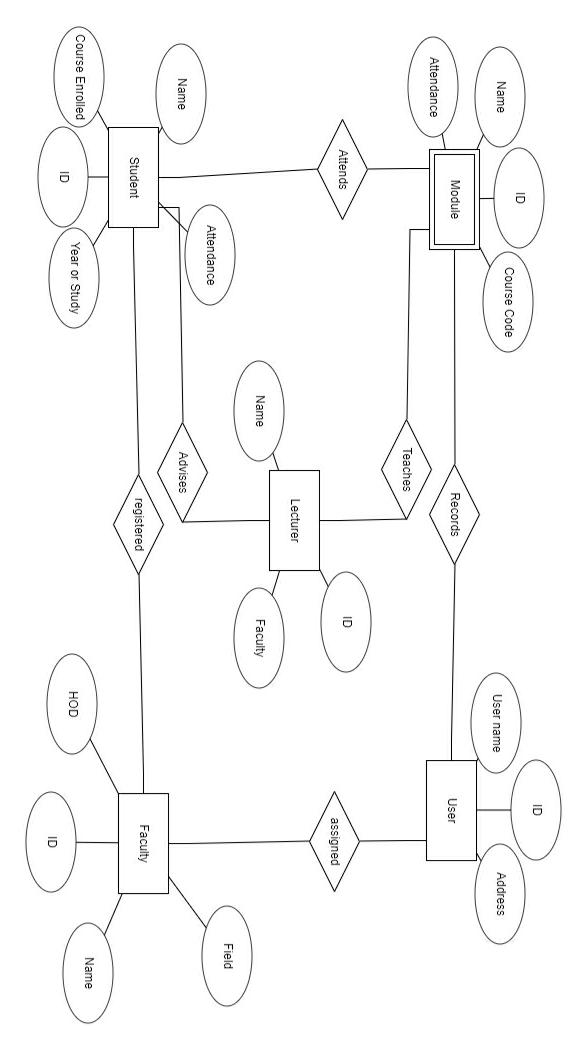 Name
ID
Course Code
User name
ID
Address
Attendance
Module
Records
User
Teaches
Attends
ID
assigned
Lecturer
Name
Faculty
Attendance
Field
Name
Advises
Student
registered
Faculty
Course Enrolled
Year or Study
HOD
Name
ID
ID